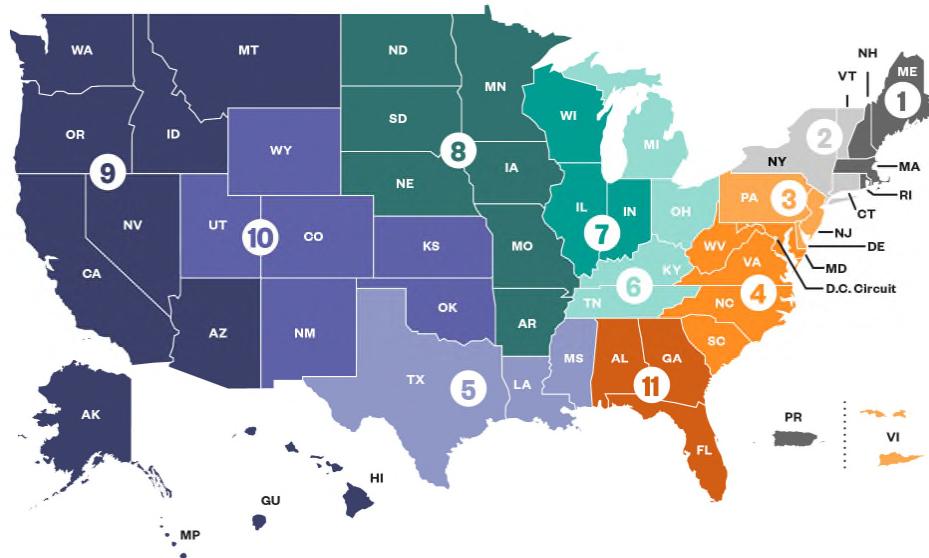 NH
WA
MT
ND
VT
ME
MN
1
OR
ID
SD
WI
2
9
WY
8
MI
NY
MA
NE
IA
PA
3
RI
NV
UT
10
CO
IL
IN
OH
CT
NJ
KS
MO
7
WV
DE
CA
VA
MD
KY
6
4
D.C. Circuit
AZ
NM
OK
AR
TN
NC
SC
TX
5
LA
MS
AL
GA
11
AK
FL
PR
VI
HI
GU
MP